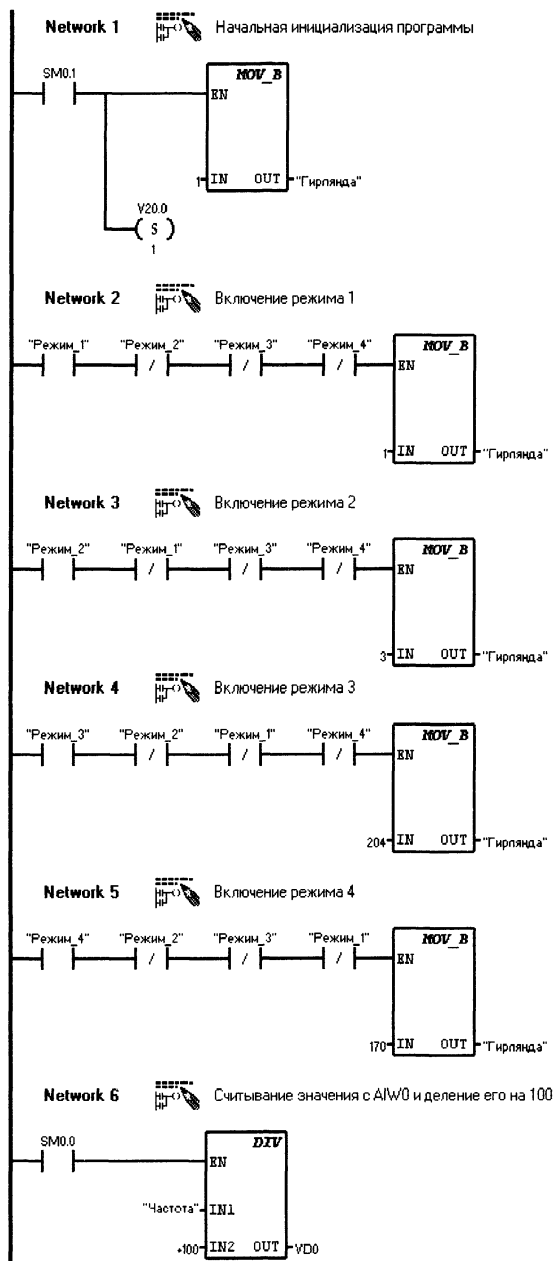 Network 1 Начальная инициализация программы
SM0.1
MOV_B
EN
1 IN OUT "Гирлянда"
V20.0
( S )
1
Network 2 Включение режима 1
"Режим_1" "Режим_2" "Режим_3" "Режим_4"
MOV_B
/ / / EN
1 IN OUT "Гирлянда"
Network 3 Включение режима 2
"Режим_2" "Режим_1" "Режим_3" "Режим_4"
MOV_B
/ / / EN
3 IN OUT "Гирлянда"
Network 4 Включение режима 3
"Режим_3" "Режим_2" "Режим_1" "Режим_4"
MOV_B
/ / / EN
204 IN OUT "Гирлянда"
Network 5 Включение режима 4
"Режим_4" "Режим_2" "Режим_3" "Режим_1"
MOV_B
/ / / EN
170 IN OUT "Гирлянда"
Network 6 Считывание значения с AIW0 и деление его на 100
SM0.0
DIV
EN
"Частота" IN1
+100 IN2 OUT VD0